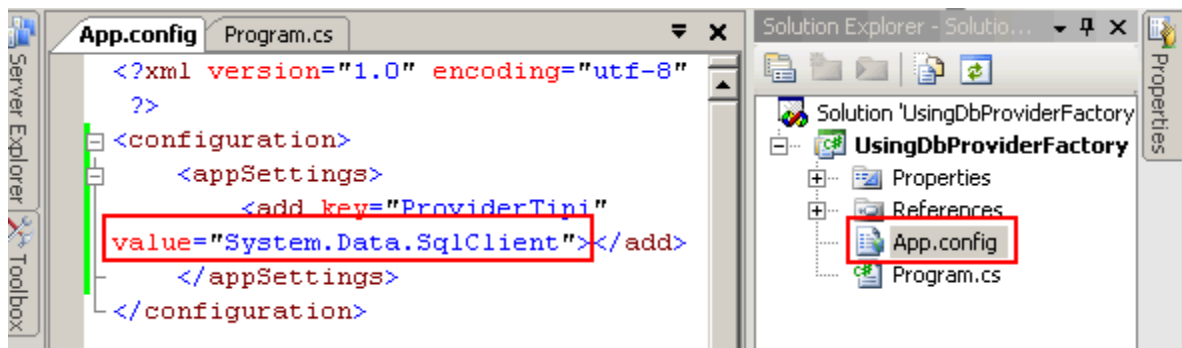 Server Explorer
Toolbox
App.config Program.cs
<?xml version="1.0" encoding="utf-8"
?>
<configuration>
<appSettings>
<add key="ProviderTipi"
value="System.Data.SqlClient"></add>
</appSettings>
</configuration>
Solution Explorer - Solutio...
Solution 'UsingDbProviderFactory
UsingDbProviderFactory
Properties
References
App.config
Program.cs
Properties